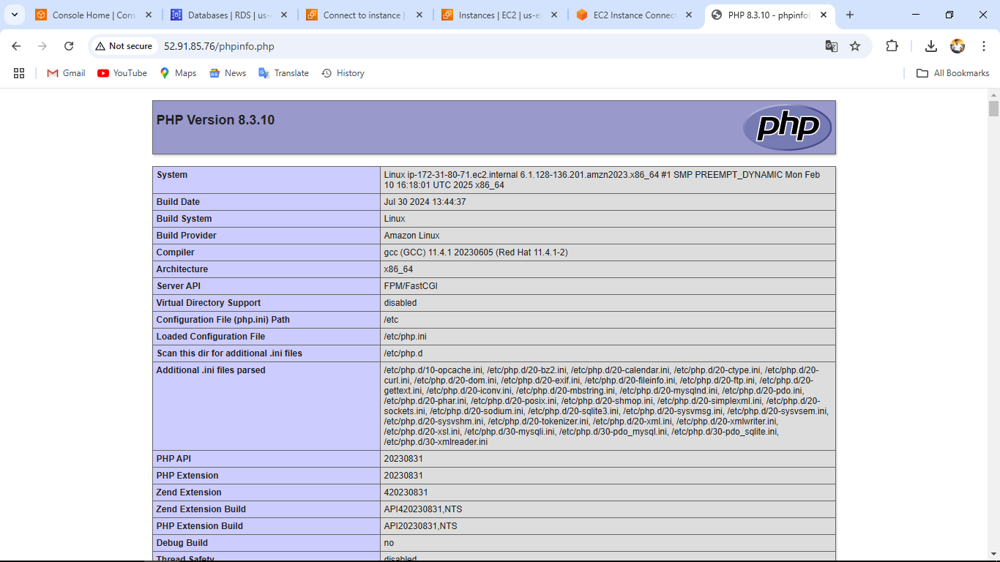 Console Home | Cons
Databases | RDS | us-
Connect to instance |
Instances | EC2 | us-e
EC2 Instance Connect
PHP 8.3.10 - phpinfo(
Not secure
52.91.85.76/phpinfo.php
Gmail
YouTube
Maps
News
Translate
History
All Bookmarks
PHP Version 8.3.10
php
System
Linux ip-172-31-80-71.ec2.internal 6.1.128-136.201.amzn2023.x86_64 #1 SMP PREEMPT_DYNAMIC Mon Feb
10 16:18:01 UTC 2025 x86_64
Build Date
Jul 30 2024 13:44:37
Build System
Linux
Build Provider
Amazon Linux
Compiler
gcc (GCC) 11.4.1 20230605 (Red Hat 11.4.1-2)
Architecture
x86_64
Server API
FPM/FastCGI
Virtual Directory Support
disabled
Configuration File (php.ini) Path
/etc
Loaded Configuration File
/etc/php.ini
Scan this dir for additional .ini files
/etc/php.d
Additional .ini files parsed
/etc/php.d/10-opcache.ini, /etc/php.d/20-bz2.ini, /etc/php.d/20-calendar.ini, /etc/php.d/20-ctype.ini, /etc/php.d/20-
curl.ini, /etc/php.d/20-dom.ini, /etc/php.d/20-exif.ini, /etc/php.d/20-fileinfo.ini, /etc/php.d/20-ftp.ini, /etc/php.d/20-
gettext.ini, /etc/php.d/20-iconv.ini, /etc/php.d/20-mbstring.ini, /etc/php.d/20-mysqlnd.ini, /etc/php.d/20-pdo.ini,
/etc/php.d/20-phar.ini, /etc/php.d/20-posix.ini, /etc/php.d/20-shmop.ini, /etc/php.d/20-simplexml.ini, /etc/php.d/20-
sockets.ini, /etc/php.d/20-sodium.ini, /etc/php.d/20-sqlite3.ini, /etc/php.d/20-sysvmsg.ini, /etc/php.d/20-sysvsem.ini,
/etc/php.d/20-sysvshm.ini, /etc/php.d/20-tokenizer.ini, /etc/php.d/20-xml.ini, /etc/php.d/20-xmlwriter.ini,
/etc/php.d/20-xsl.ini, /etc/php.d/30-mysqli.ini, /etc/php.d/30-pdo_mysql.ini, /etc/php.d/30-pdo_sqlite.ini,
/etc/php.d/30-xmlreader.ini
PHP API
20230831
PHP Extension
20230831
Zend Extension
420230831
Zend Extension Build
API420230831,NTS
PHP Extension Build
API20230831,NTS
Debug Build
no
Thread Safety
disabled